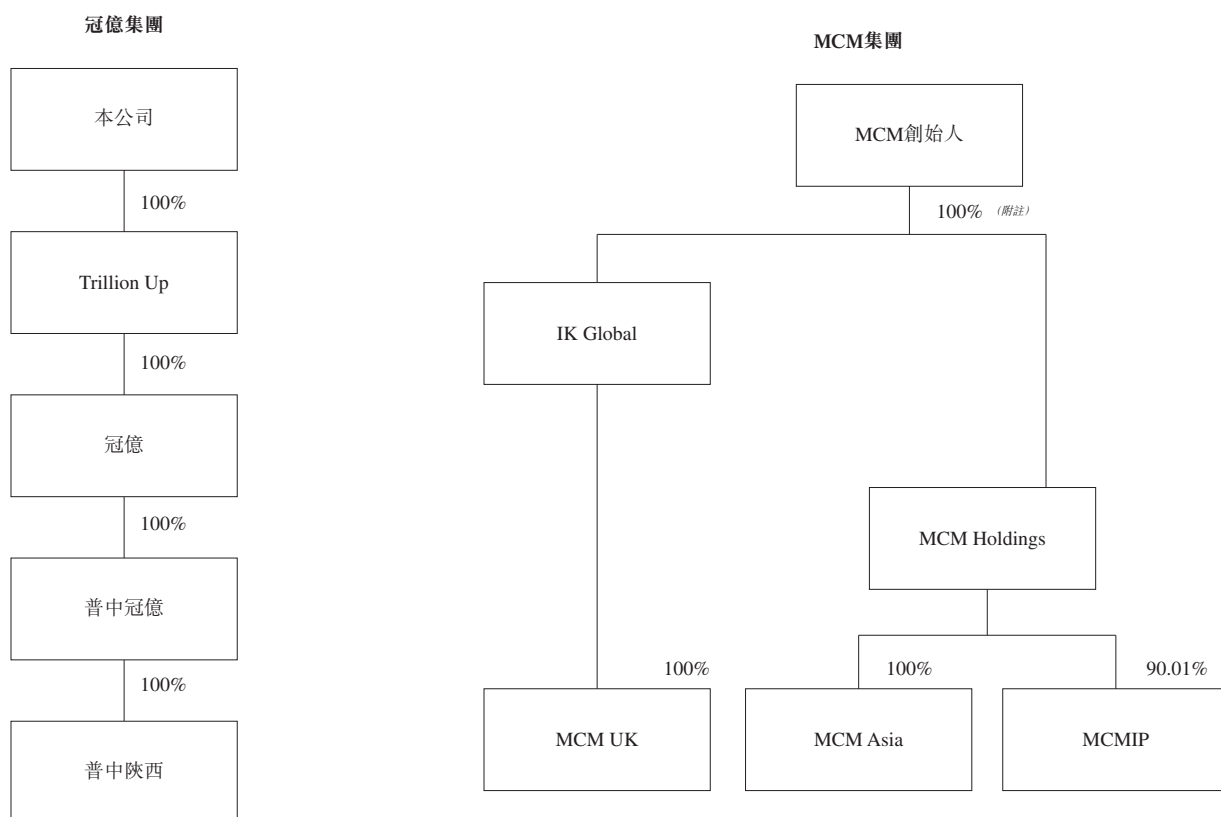 冠億集團
本公司
100%
Trillion Up
100%
冠億
100%
普中冠億
100%
普中陝西
MCM集團
MCM創始人
100% (附註)
IK Global
MCM Holdings
100%
100%
90.01%
MCM UK
MCM Asia
MCMIP